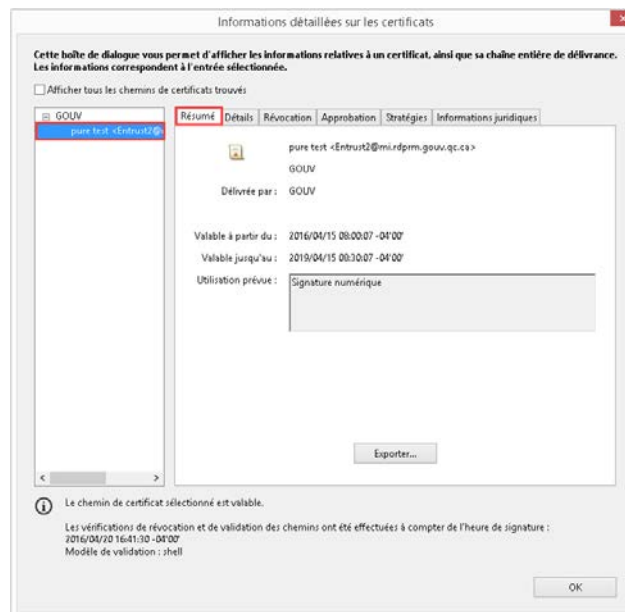 Informations détaillées sur les certificats
Cette boîte de dialogue vous permet d'afficher les informations relatives à un certificat, ainsi que sa chaîne entière de délivrance.
Les informations correspondent à l'entrée sélectionnée.
Afficher tous les chemins de certificats trouvés
GOUV
pure test <Entrust2@
Résumé Détails Révocation Approbation Stratégies Informations juridiques
pure test <Entrust2@mi.rdprm.gouv.qc.ca>
GOUV
Délivrée par : GOUV
Valable à partir du : 2016/04/15 08:00:07 -04'00'
Valable jusqu'au : 2019/04/15 08:30:07 -04'00'
Utilisation prévue : Signature numérique
Exporter...
Le chemin de certificat sélectionné est valable.
Les vérifications de révocation et de validation des chemins ont été effectuées à compter de l'heure de signature :
2016/04/20 16:41:30 -04'00'
Modèle de validation : shell
OK